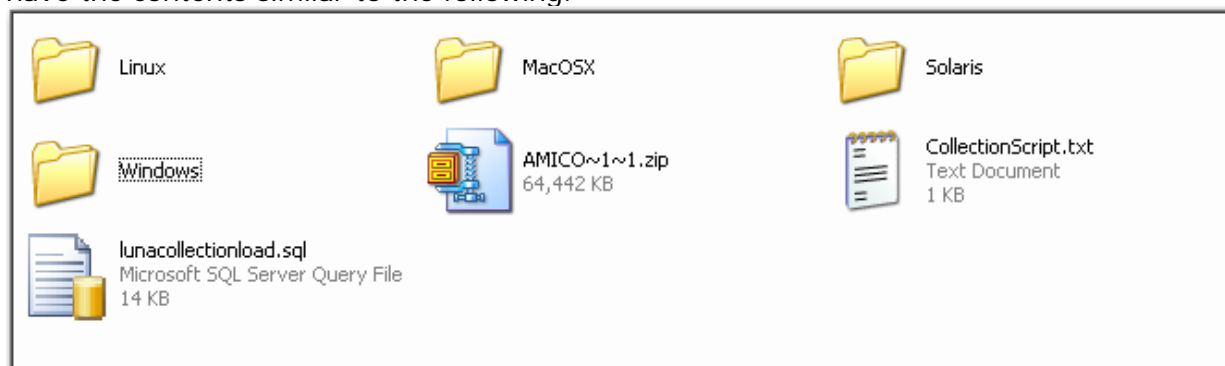 have the contents similar to the following:
Linux
MacOSX
Solaris
Windows
AMICO~1~1.zip
64,442 KB
CollectionScript.txt
Text Document
1 KB
lunacollectionload.sql
Microsoft SQL Server Query File
14 KB